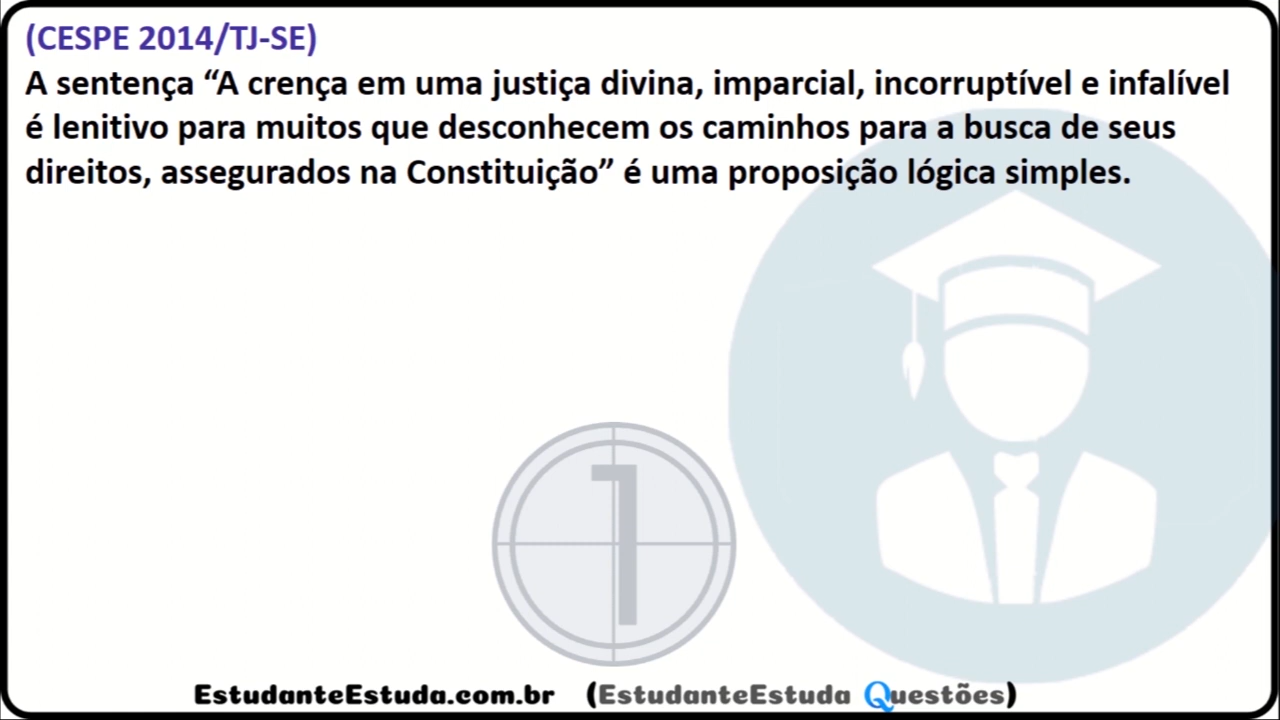 (CESPE 2014/TJ-SE)
A sentença “A crença em uma justiça divina, imparcial, incorruptível e infalível
é lenitivo para muitos que desconhecem os caminhos para a busca de seus
direitos, assegurados na Constituição” é uma proposição lógica simples.
1
EstudanteEstuda.com.br (EstudanteEstuda Questões)